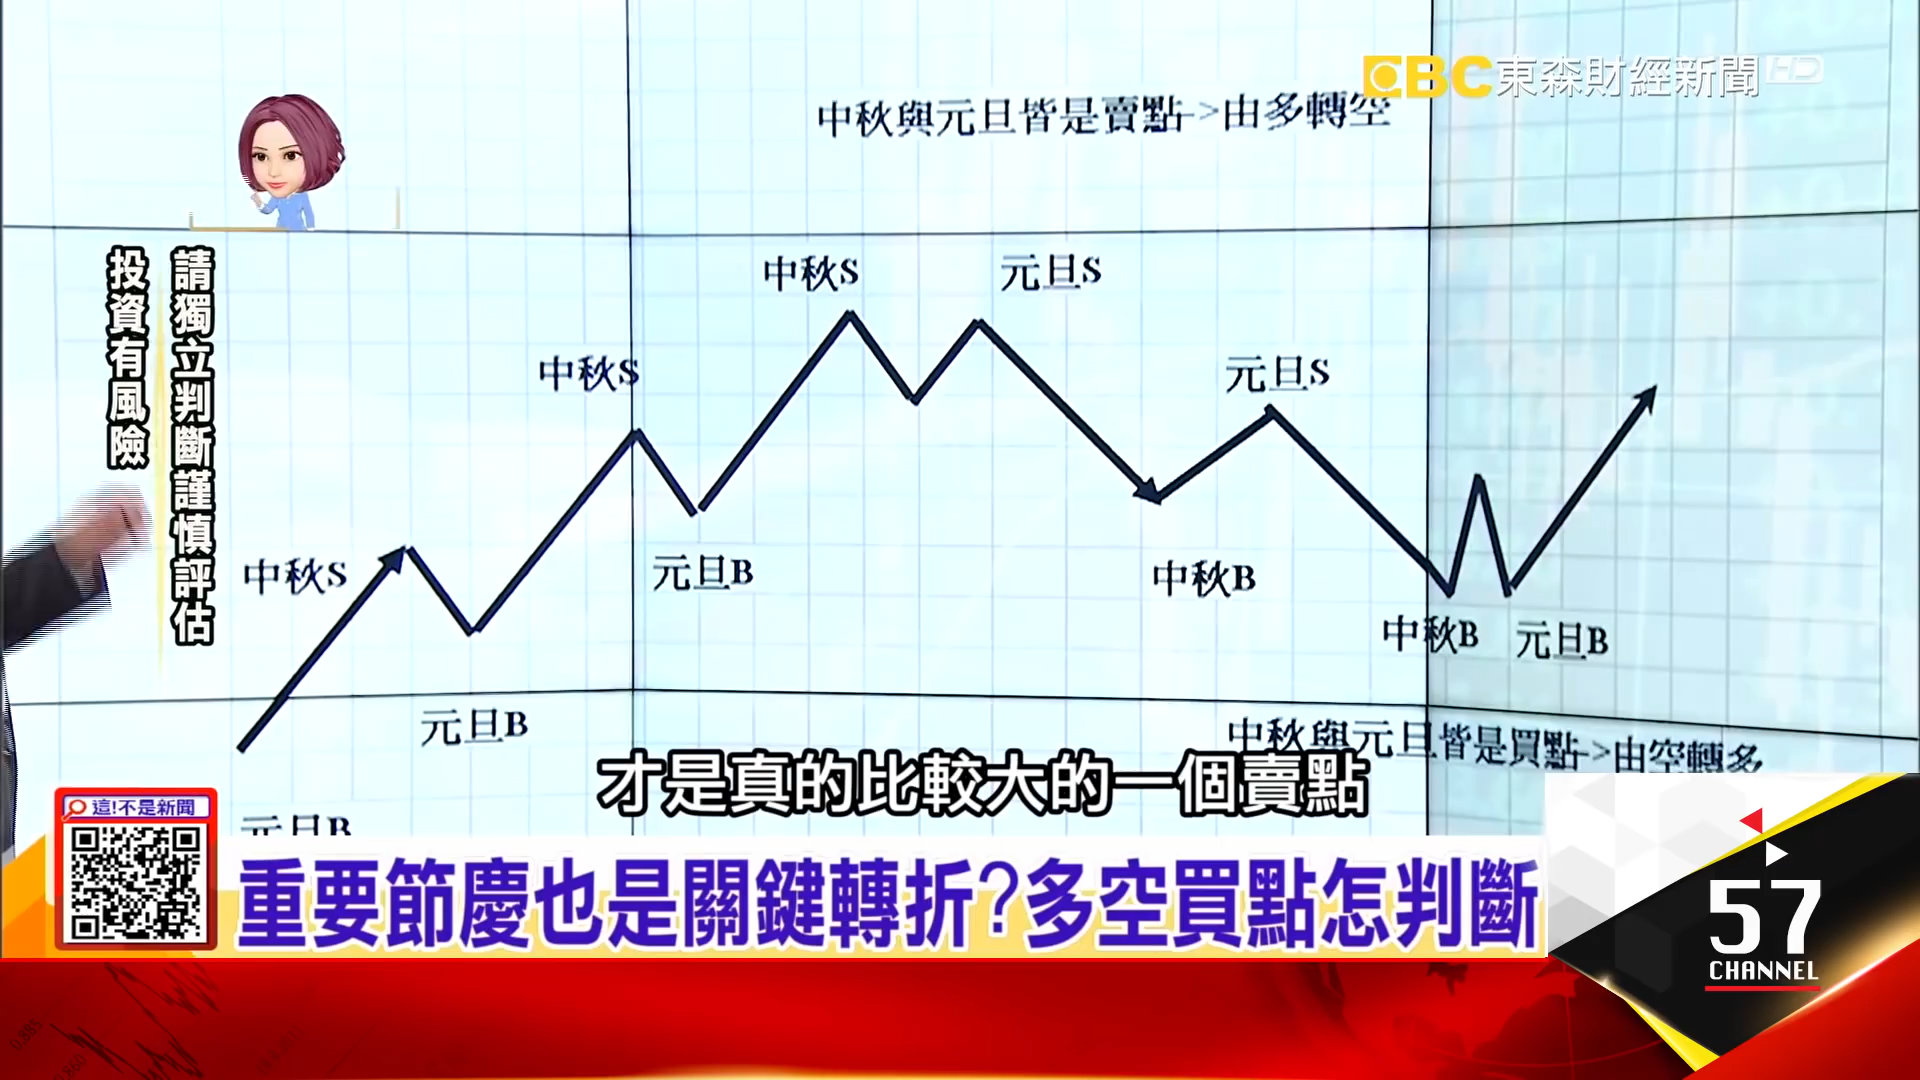 EBC東森財經新聞HD
中秋與元旦皆是賣點->由多轉空
請獨立判斷謹慎評估
投資有風險
中秋S
元旦S
中秋S
元旦S
中秋S
元旦B
中秋B
中秋B
元旦B
元旦B
中秋與元旦皆是買點->由空轉多
才是真的比較大的一個賣點
元旦B
這!不是新聞
重要節慶也是關鍵轉折?多空買點怎判斷
57
CHANNEL